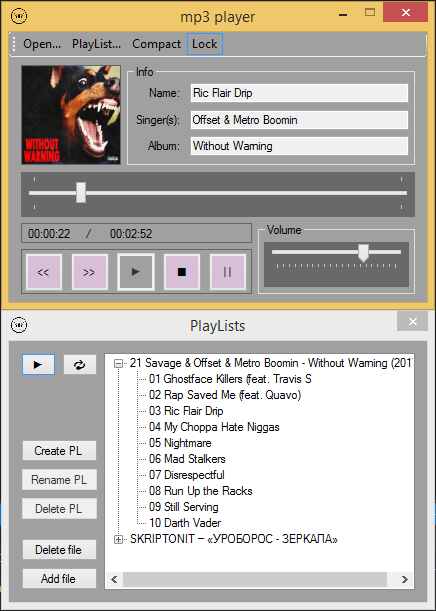 mp3 player
Open... PlayList... Compact Lock
WITHOUT
WARNING
Info
Name: Ric Flair Drip
Singer(s): Offset & Metro Boomin
Album: Without Warning
00:00:22 / 00:02:52
Volume
<< >>
PlayLists
Create PL
Rename PL
Delete PL
Delete file
Add file
21 Savage & Offset & Metro Boomin - Without Warning (201
01 Ghostface Killers (feat. Travis S
02 Rap Saved Me (feat. Quavo)
03 Ric Flair Drip
04 My Choppa Hate Niggas
05 Nightmare
06 Mad Stalkers
07 Disrespectful
08 Run Up the Racks
09 Still Serving
10 Darth Vader
SKRIPTONIT – «УРОБОРОС - ЗЕРКАЛА»